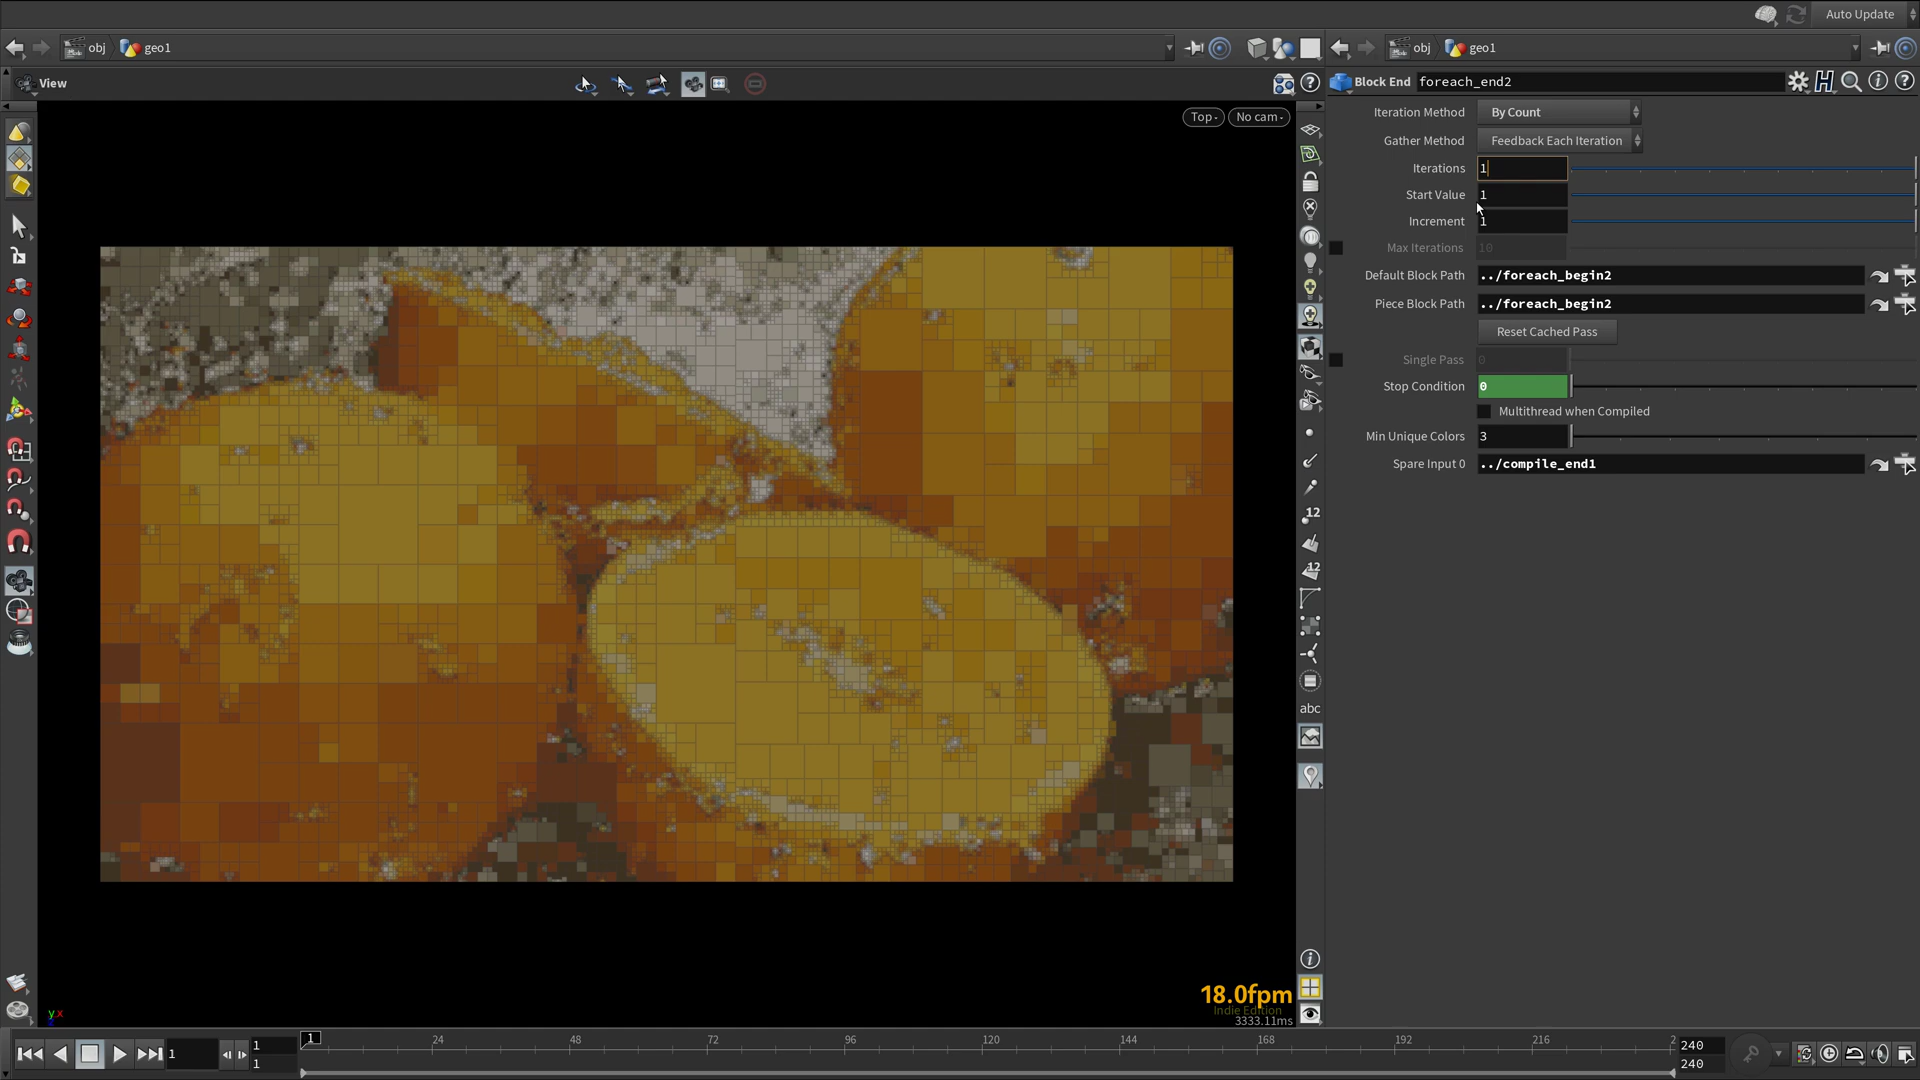 Auto Update
obj geo1
obj geo1
View
Block End foreach_end2
Top No cam
Iteration Method By Count
Gather Method Feedback Each Iteration
Iterations 1
Start Value 1
Increment 1
Max Iterations 10
Default Block Path ../foreach_begin2
Piece Block Path ../foreach_begin2
Reset Cached Pass
Single Pass 0
Stop Condition 0
Multithread when Compiled
Min Unique Colors 3
Spare Input 0 ../compile_end1
12
12
abc
y x
18.0fpm
Indie Edition
3333.11ms
1 24 48 72 96 120 144 168 192 216 2
1 1 240
1 240